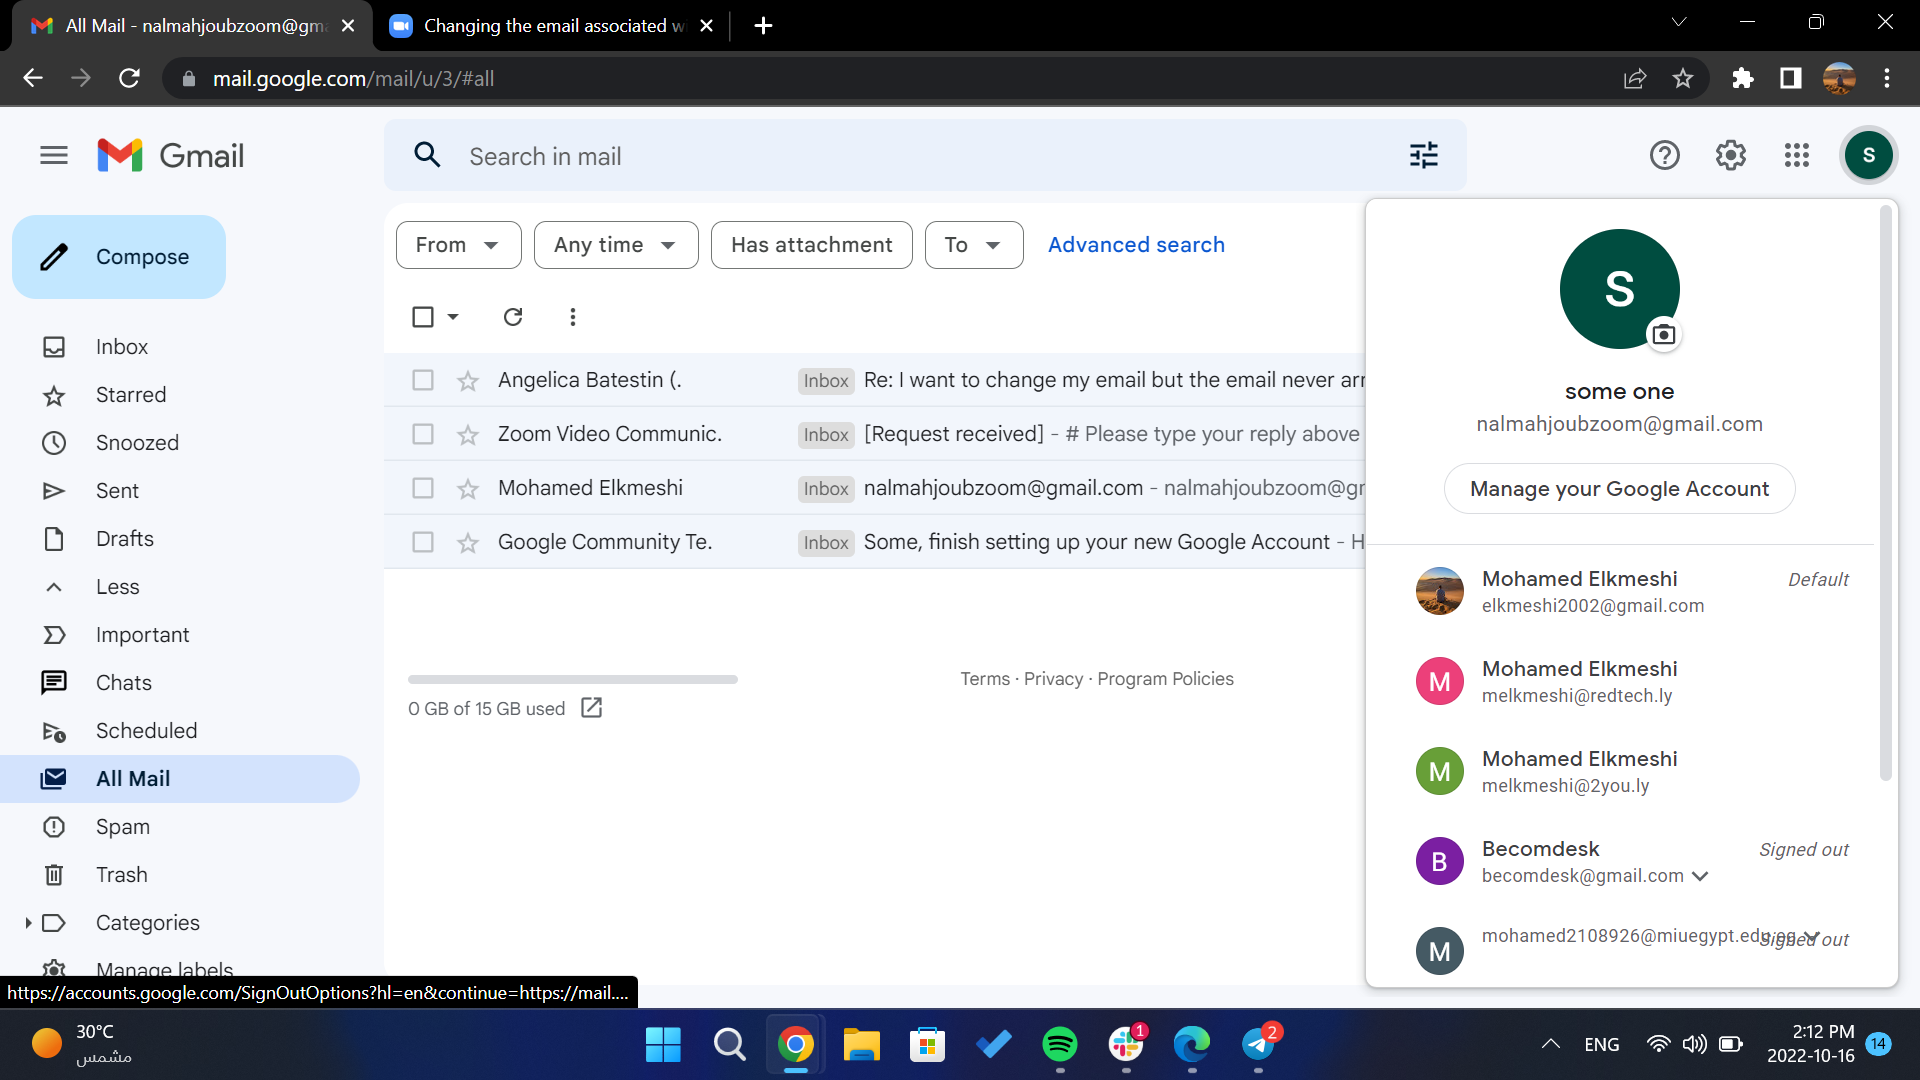 All Mail - nalmahjoubzoom@gma
Changing the email associated w
mail.google.com/mail/u/3/#all
Gmail
Search in mail
S
Compose
From
Any time
Has attachment
To
Advanced search
Inbox
Starred
Snoozed
Sent
Drafts
Less
Important
Chats
Scheduled
All Mail
Spam
Trash
Categories
Manage labels
Angelica Batestin (.
Inbox
Re: I want to change my email but the email never arr
Zoom Video Communic.
Inbox
[Request received] - # Please type your reply above
Mohamed Elkmeshi
Inbox
nalmahjoubzoom@gmail.com - nalmahjoubzoom@gr
Google Community Te.
Inbox
Some, finish setting up your new Google Account - H
0 GB of 15 GB used
Terms · Privacy · Program Policies
S
some one
nalmahjoubzoom@gmail.com
Manage your Google Account
Mohamed Elkmeshi
Default
elkmeshi2002@gmail.com
M
Mohamed Elkmeshi
melkmeshi@redtech.ly
M
Mohamed Elkmeshi
melkmeshi@2you.ly
B
Becomdesk
Signed out
becomdesk@gmail.com
M
mohamed2108926@miuegypt.edu.eg
Signed out
https://accounts.google.com/SignOutOptions?hl=en&continue=https://mail....
30°C
مشمس
1
2
ENG
2:12 PM
2022-10-16
14